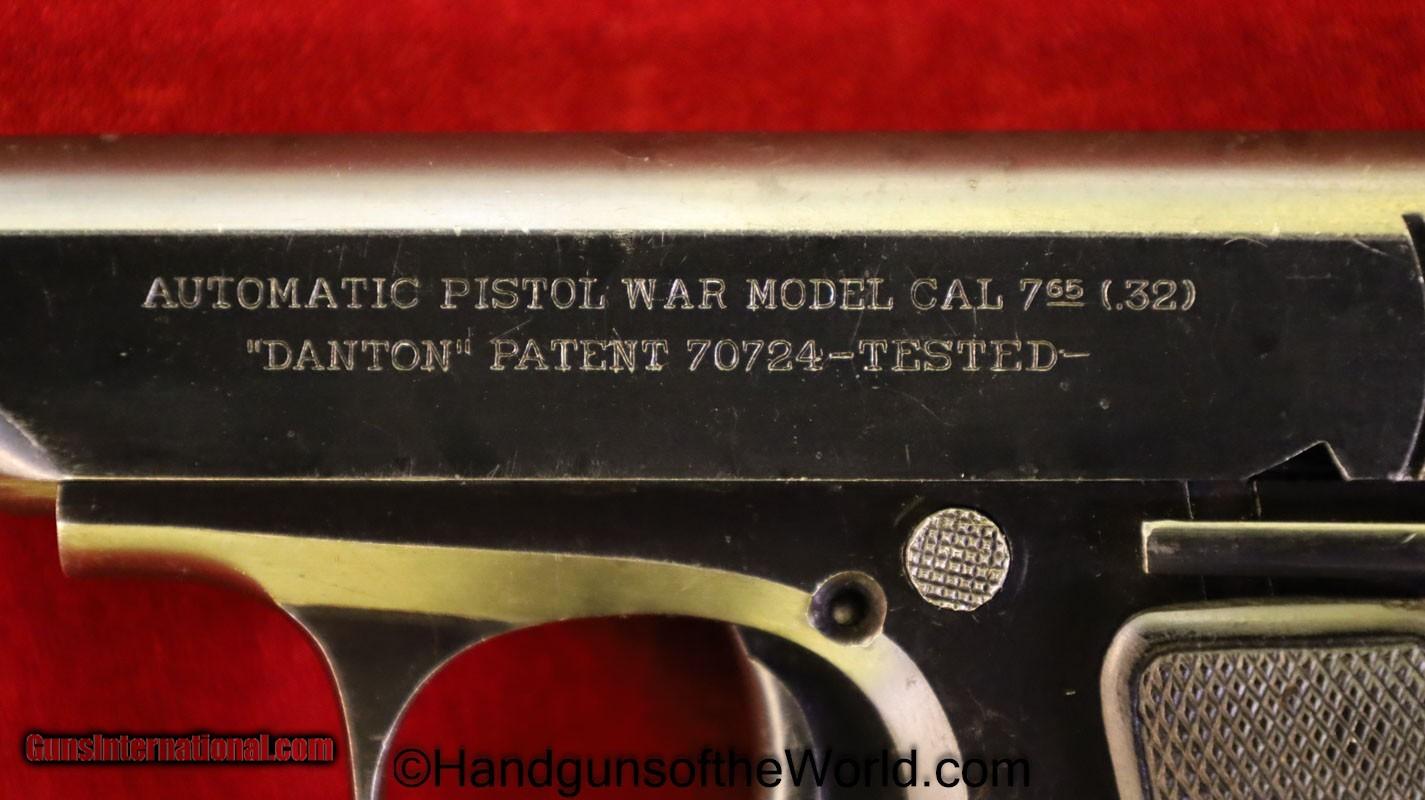 AUTOMATIC PISTOL WAR MODEL CAL 7⁶⁵ (.32)
"DANTON" PATENT 70724-TESTED-
GunsInternational.com
©HandgunsoftheWorld.com